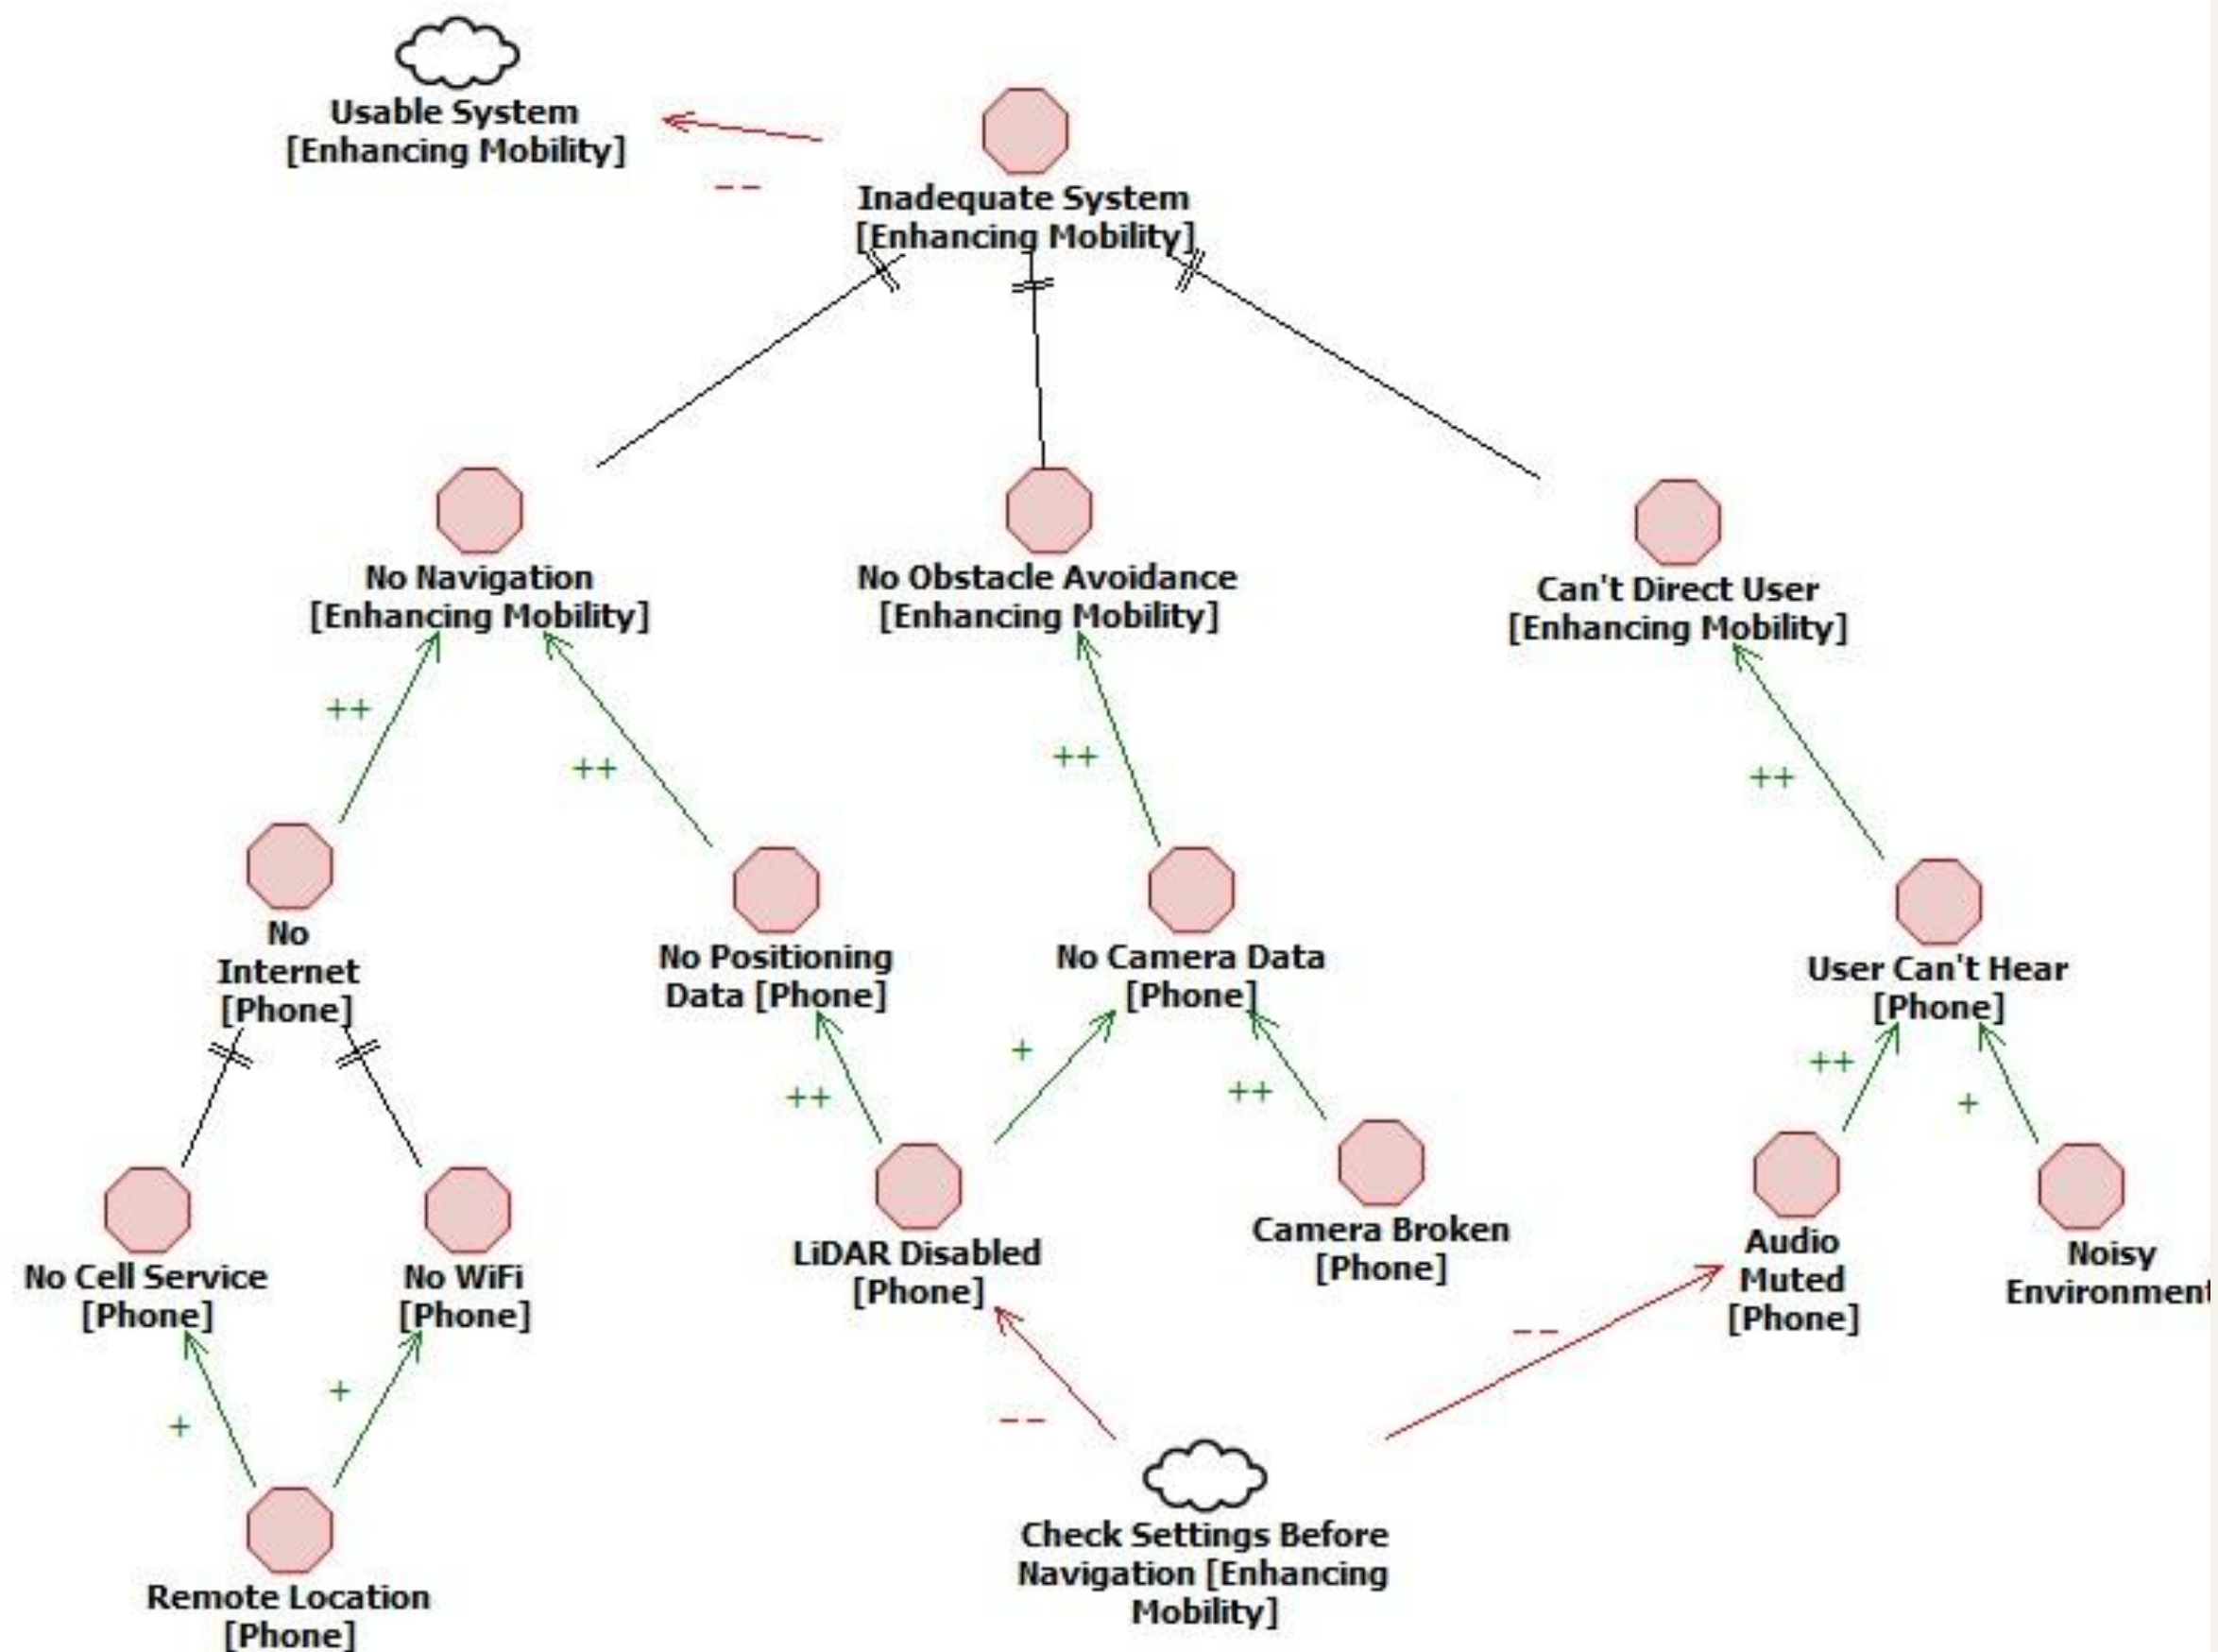 Usable System
[Enhancing Mobility]
--
Inadequate System
[Enhancing Mobility]
No Navigation
[Enhancing Mobility]
No Obstacle Avoidance
[Enhancing Mobility]
Can't Direct User
[Enhancing Mobility]
++
++
++
++
No
Internet
[Phone]
No Positioning
Data [Phone]
No Camera Data
[Phone]
User Can't Hear
[Phone]
++
+
++
++
+
No Cell Service
[Phone]
No WiFi
[Phone]
LiDAR Disabled
[Phone]
Camera Broken
[Phone]
Audio
Muted
[Phone]
Noisy
Environment
+
+
--
--
Remote Location
[Phone]
Check Settings Before
Navigation [Enhancing
Mobility]